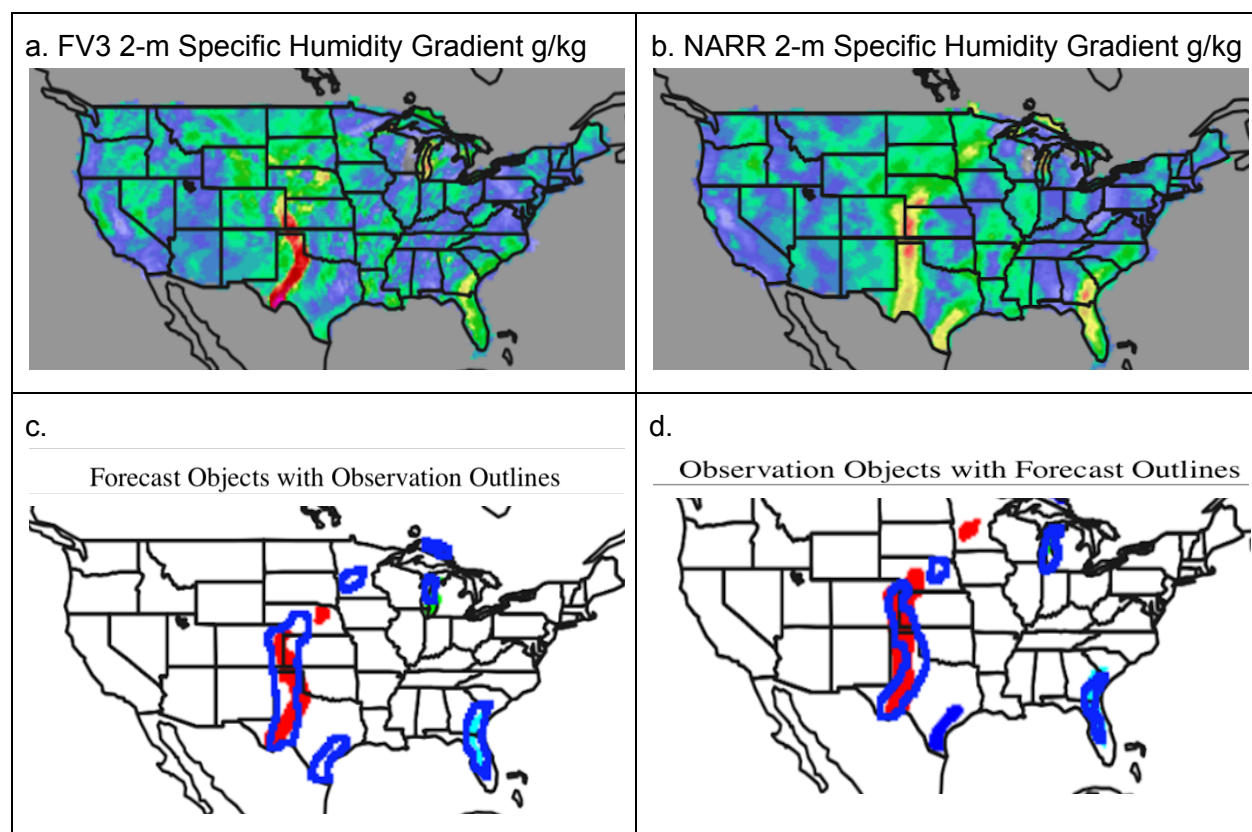 a. FV3 2-m Specific Humidity Gradient g/kg
b. NARR 2-m Specific Humidity Gradient g/kg
c.
Forecast Objects with Observation Outlines
d.
Observation Objects with Forecast Outlines